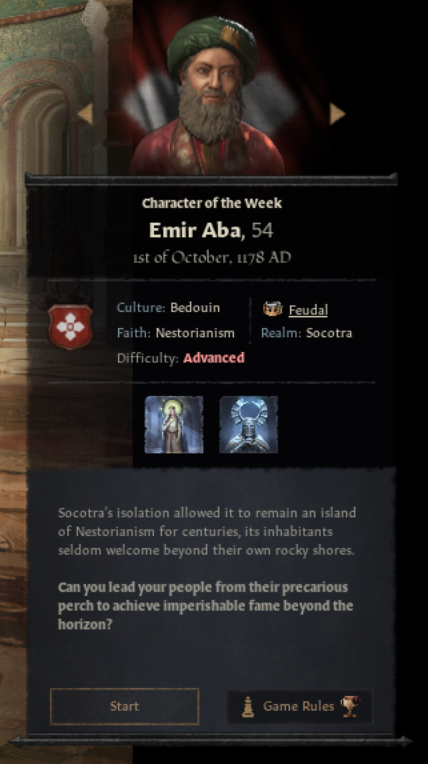 Character of the Week
Emir Aba, 54
1st of October, 1178 AD
Culture: Bedouin
Feudal
Faith: Nestorianism
Realm: Socotra
Difficulty: Advanced
Socotra's isolation allowed it to remain an island
of Nestorianism for centuries, its inhabitants
seldom welcome beyond their own rocky shores.
Can you lead your people from their precarious
perch to achieve imperishable fame beyond the
horizon?
Start
Game Rules